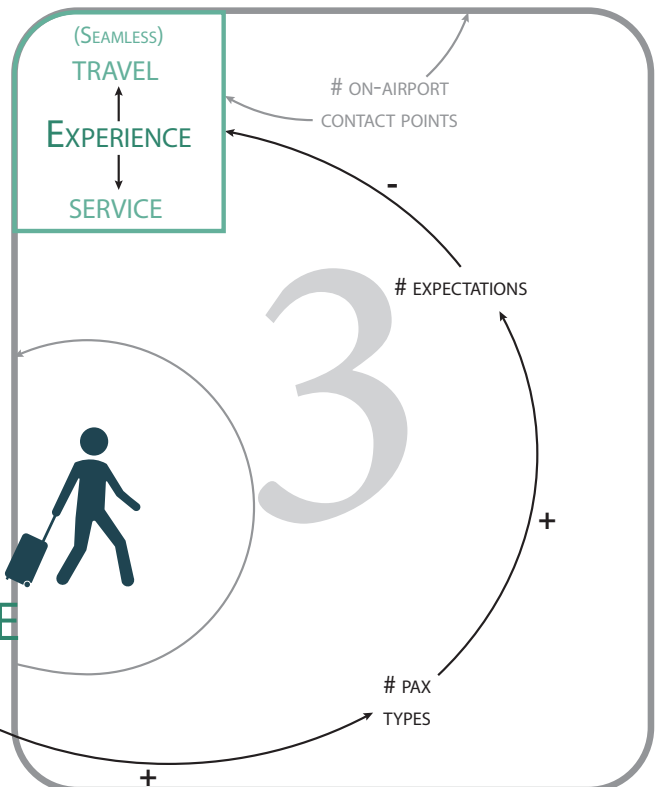 (Seamless)
TRAVEL
EXPERIENCE
SERVICE
# ON-AIRPORT
CONTACT POINTS
-
# EXPECTATIONS
3
+
E
# PAX
TYPES
+